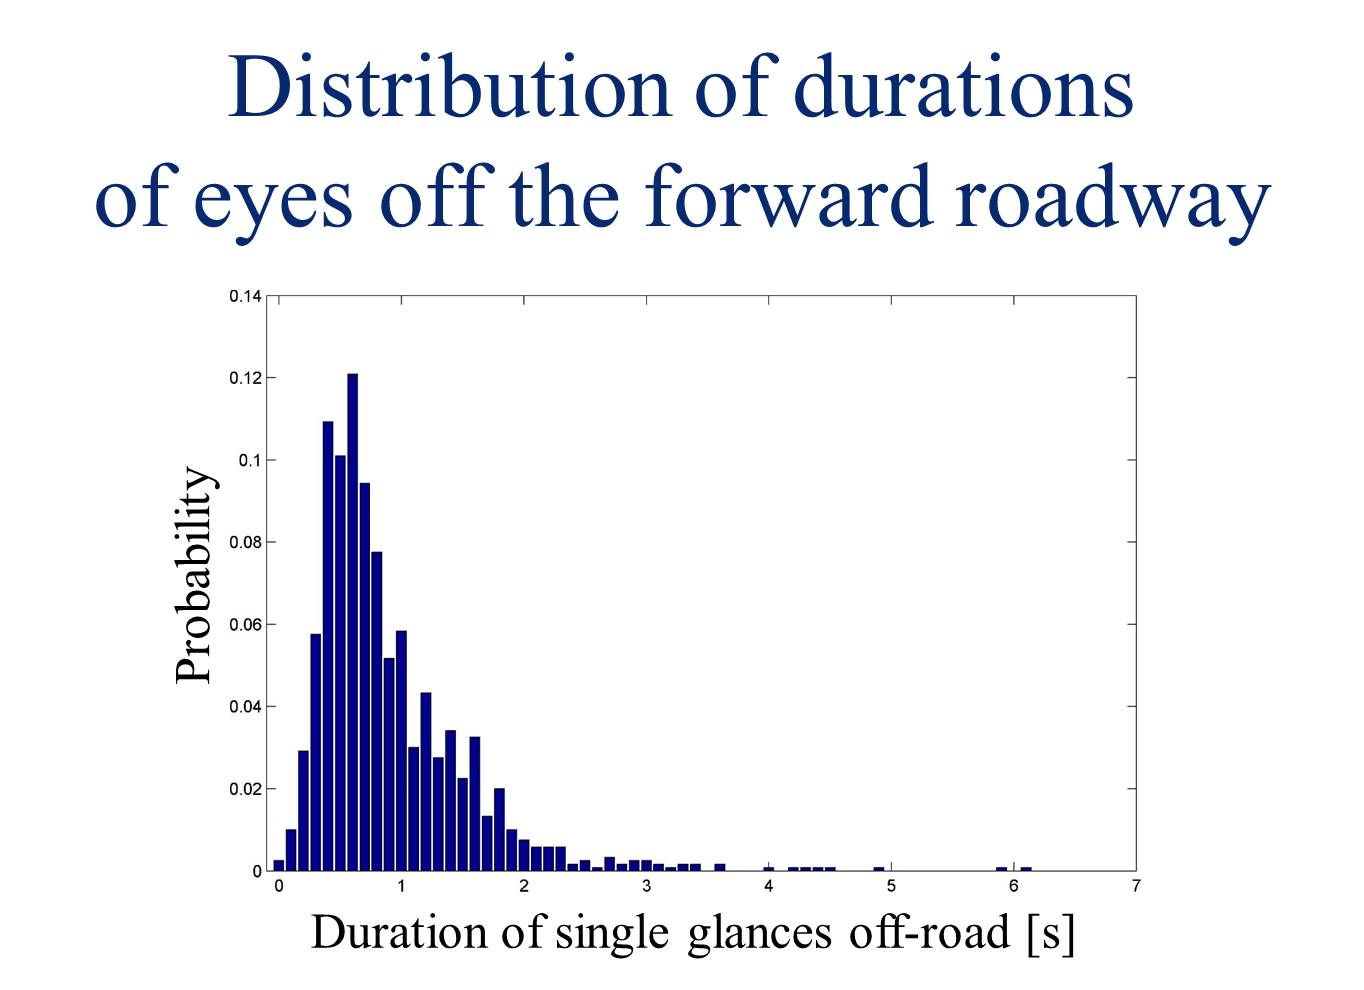 Distribution of durations
of eyes off the forward roadway
0.14
0.12
0.1
0.08
0.06
0.04
0.02
0
Probability
0 1 2 3 4 5 6 7
Duration of single glances off-road [s]